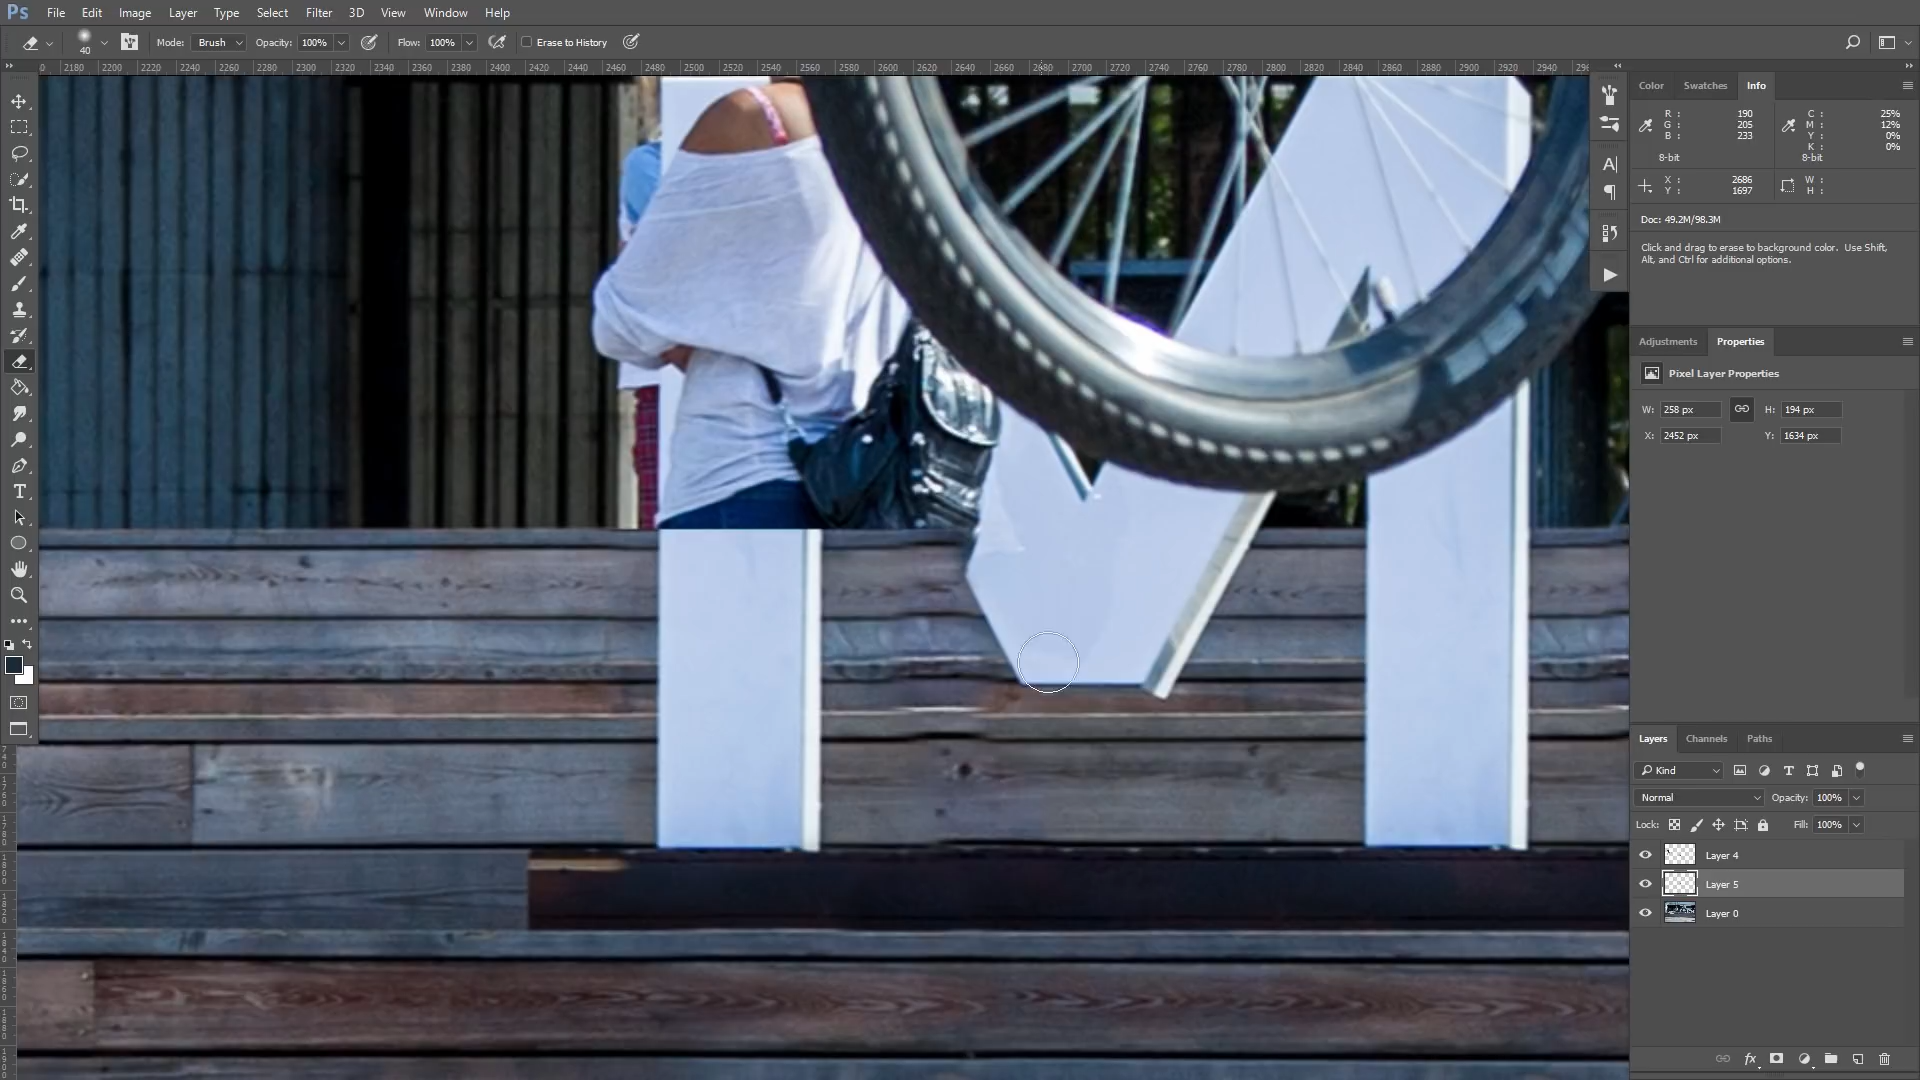 Ps File Edit Image Layer Type Select Filter 3D View Window Help
40 Mode: Brush Opacity: 100% Flow: 100% Erase to History
2180 2200 2220 2240 2260 2280 2300 2320 2340 2360 2380 2400 2420 2440 2460 2480 2500 2520 2540 2560 2580 2600 2620 2640 2660 2680 2700 2720 2740 2760 2780 2800 2820 2840 2860 2880 2900 2920 2940
Color Swatches Info
R : 190 C : 25%
G : 205 M : 12%
B : 233 Y : 0%
K : 0%
8-bit 8-bit
X : 2686 W :
Y : 1697 H :
Doc: 49.2M/98.3M
Click and drag to erase to background color. Use Shift,
Alt, and Ctrl for additional options.
Adjustments Properties
Pixel Layer Properties
W: 258 px H: 194 px
X: 2452 px Y: 1634 px
Layers Channels Paths
Kind
Normal Opacity: 100%
Lock: Fill: 100%
Layer 4
Layer 5
Layer 0
fx